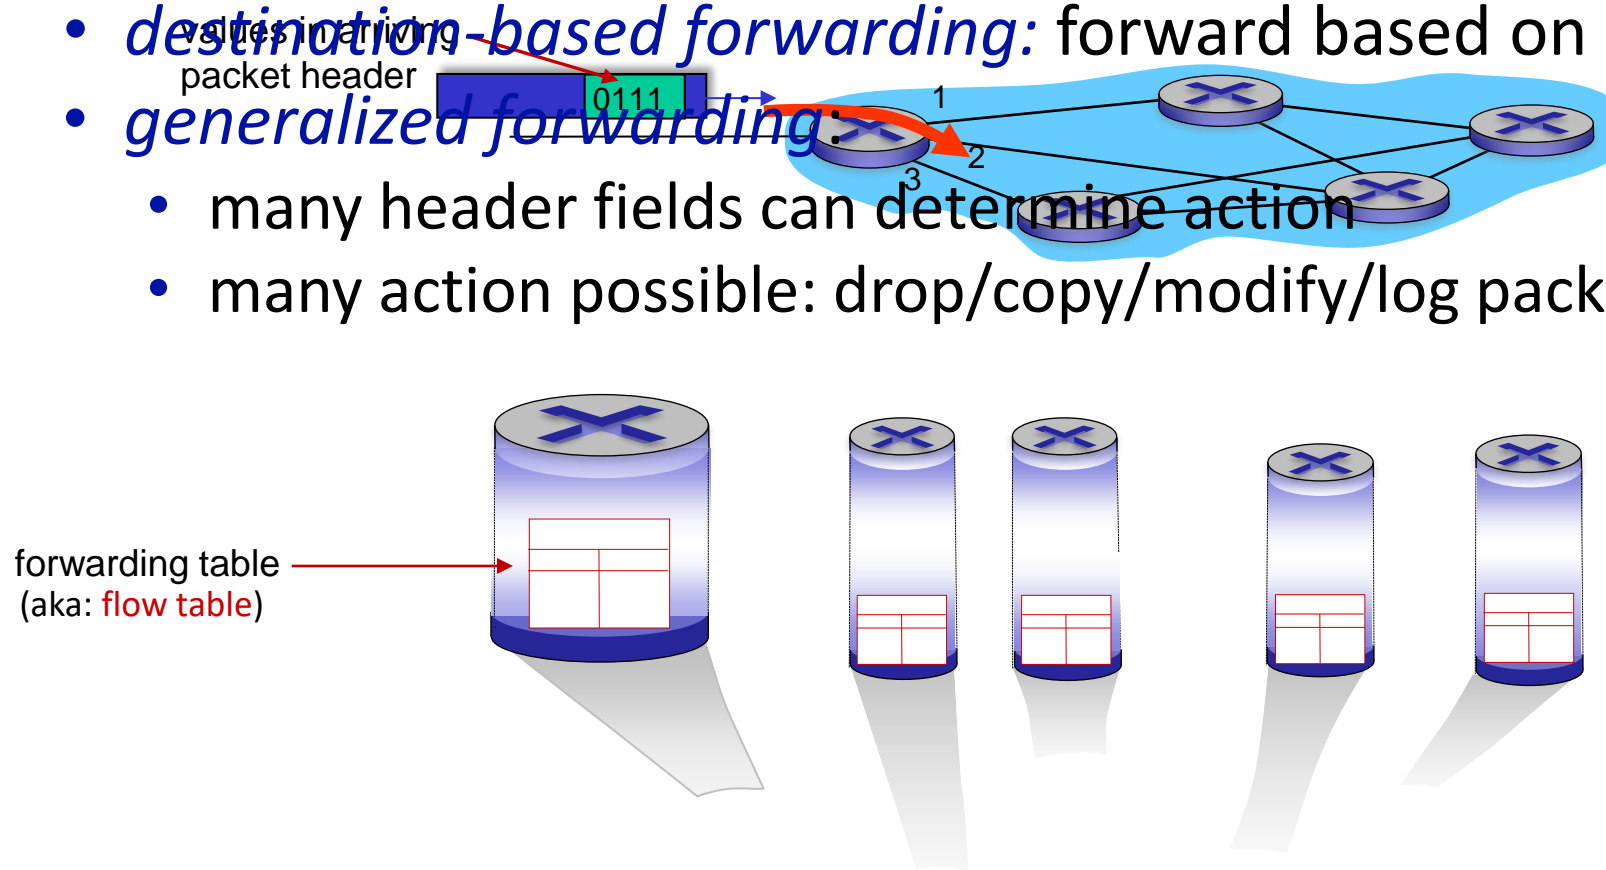 • destination-based forwarding: forward based on
values in arriving
packet header
0111
• generalized forwarding:
1
2
3
• many header fields can determine action
• many action possible: drop/copy/modify/log pack
forwarding table
(aka: flow table)